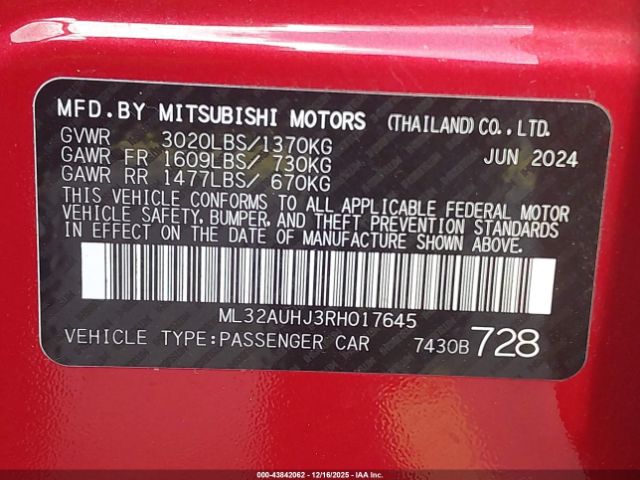 MFD.BY MITSUBISHI MOTORS (THAILAND)CO.,LTD.
GVWR 3020LBS/1370KG JUN 2024
GAWR FR 1609LBS/ 730KG
GAWR RR 1477LBS/ 670KG
THIS VEHICLE CONFORMS TO ALL APPLICABLE FEDERAL MOTOR
VEHICLE SAFETY, BUMPER, AND THEFT PREVENTION STANDARDS
IN EFFECT ON THE DATE OF MANUFACTURE SHOWN ABOVE.
ML32AUHJ3RH017645
VEHICLE TYPE:PASSENGER CAR 7430B 728
000-43842062 - 12/16/2025 - IAA Inc.